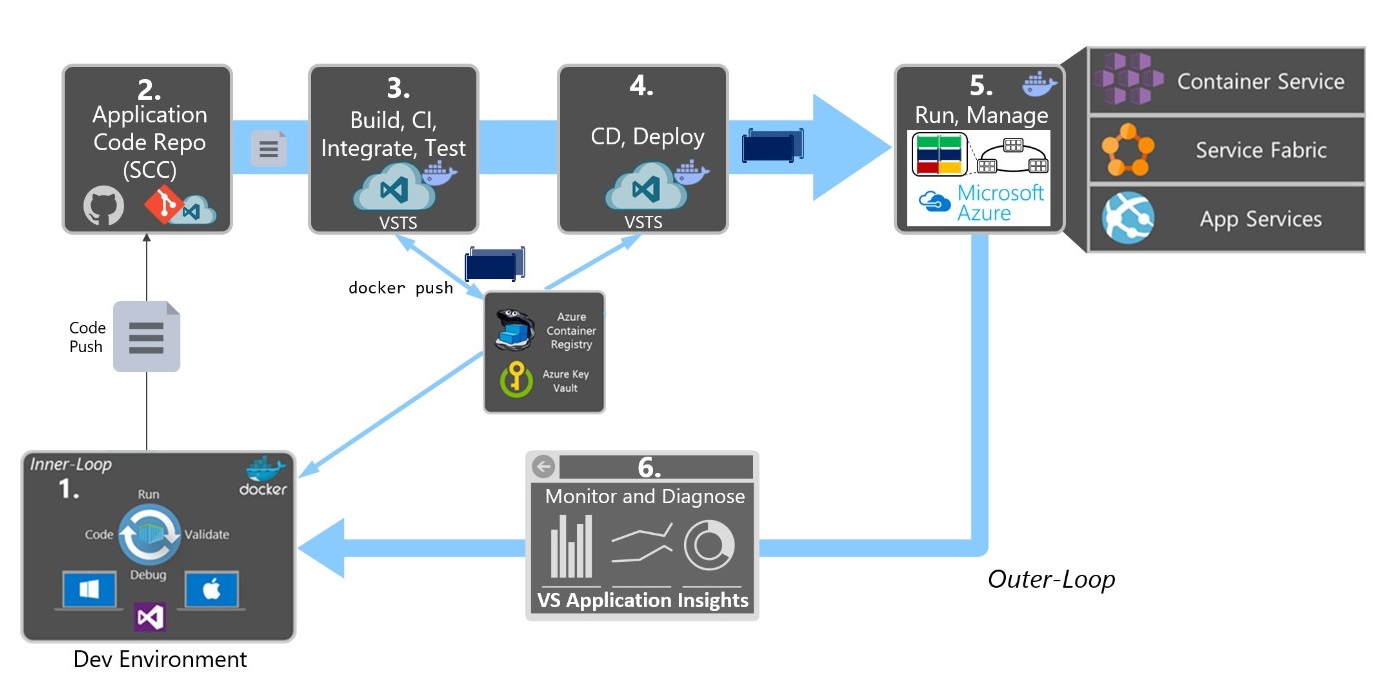 2.
Application
Code Repo
(SCC)
3.
Build, CI,
Integrate, Test
VSTS
4.
CD, Deploy
VSTS
5.
Run, Manage
Microsoft
Azure
Container Service
Service Fabric
App Services
docker push
Azure
Container
Registry
Azure Key
Vault
Code
Push
Inner-Loop
1.
docker
Run
Code
Validate
Debug
Dev Environment
6.
Monitor and Diagnose
VS Application Insights
Outer-Loop